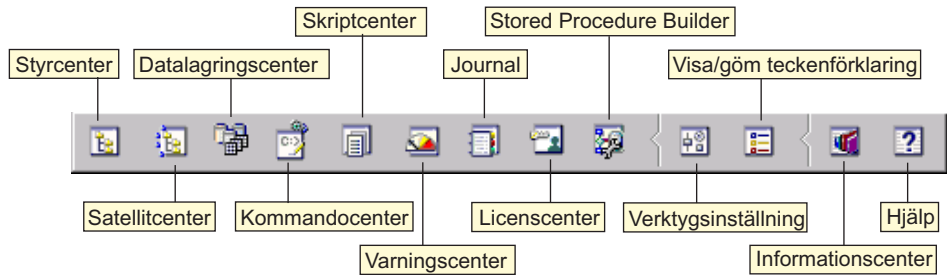 Skriptcenter
Stored Procedure Builder
Styrcenter
Datalagringscenter
Journal
Visa/göm teckenförklaring
C:>
?
Satellitcenter
Kommandocenter
Licenscenter
Verktygsinställning
Hjälp
Varningscenter
Informationscenter